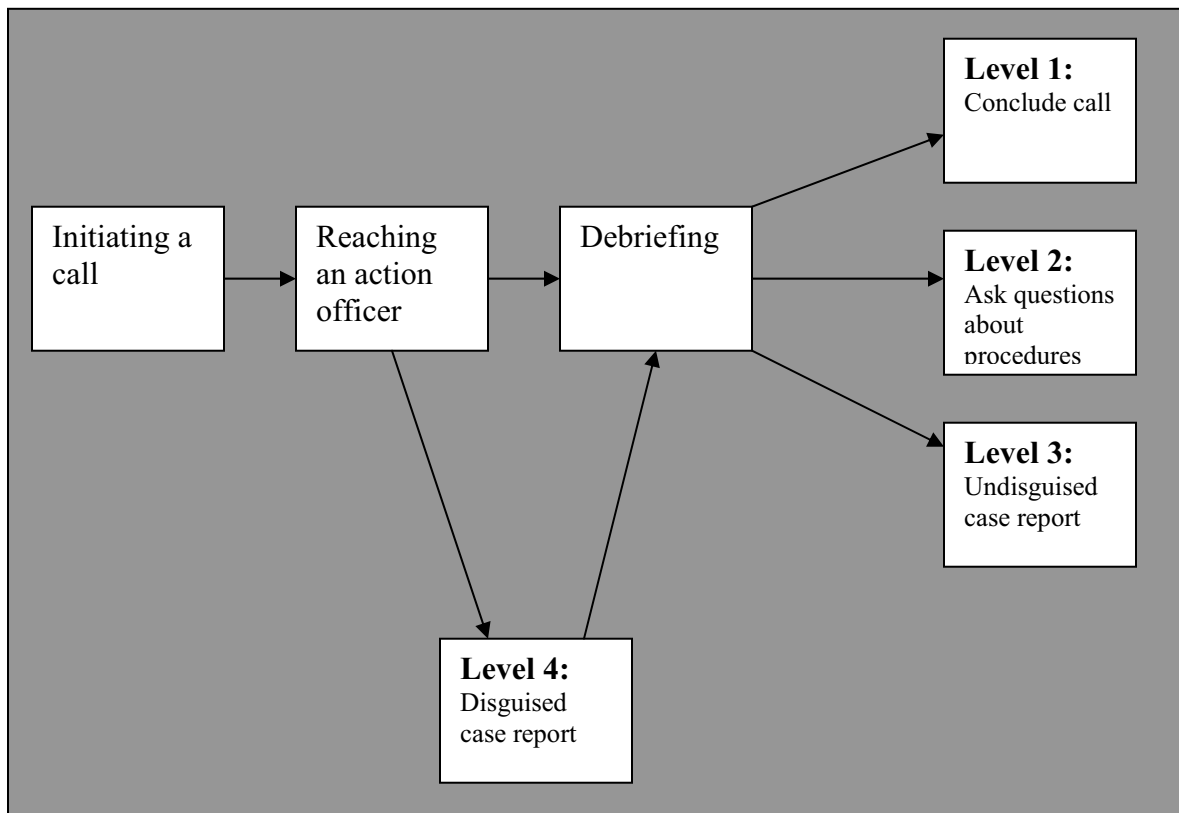 Level 1:
Conclude call
Initiating a
call
Reaching
an action
officer
Debriefing
Level 2:
Ask questions
about
procedures
Level 3:
Undisguised
case report
Level 4:
Disguised
case report